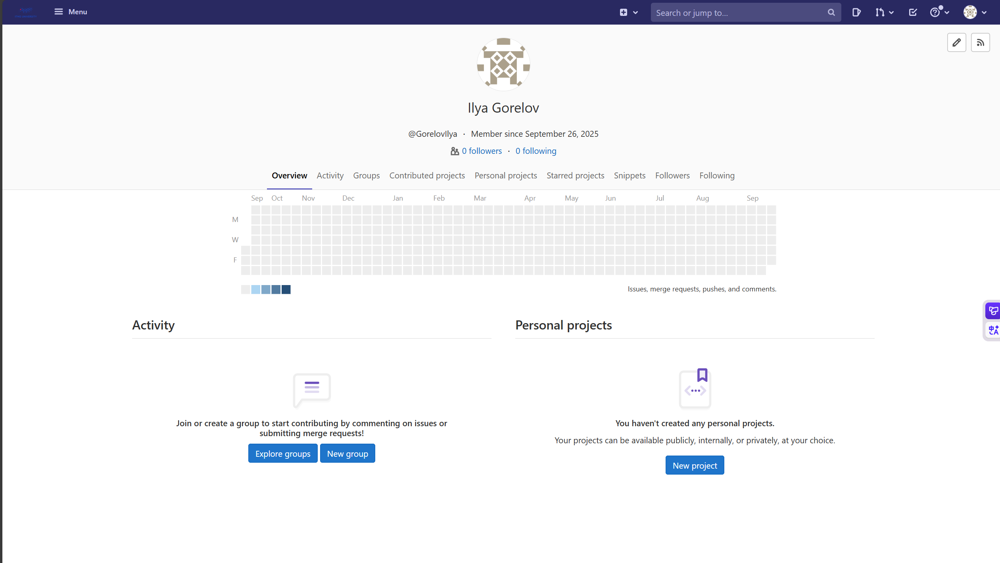 Menu
Search or jump to...
Ilya Gorelov
@GorelovIlya · Member since September 26, 2025
0 followers · 0 following
Overview Activity Groups Contributed projects Personal projects Starred projects Snippets Followers Following
Sep Oct Nov Dec Jan Feb Mar Apr May Jun Jul Aug Sep
M
W
F
Issues, merge requests, pushes, and comments.
Activity
Personal projects
Join or create a group to start contributing by commenting on issues or
submitting merge requests!
Explore groups New group
You haven't created any personal projects.
Your projects can be available publicly, internally, or privately, at your choice.
New project